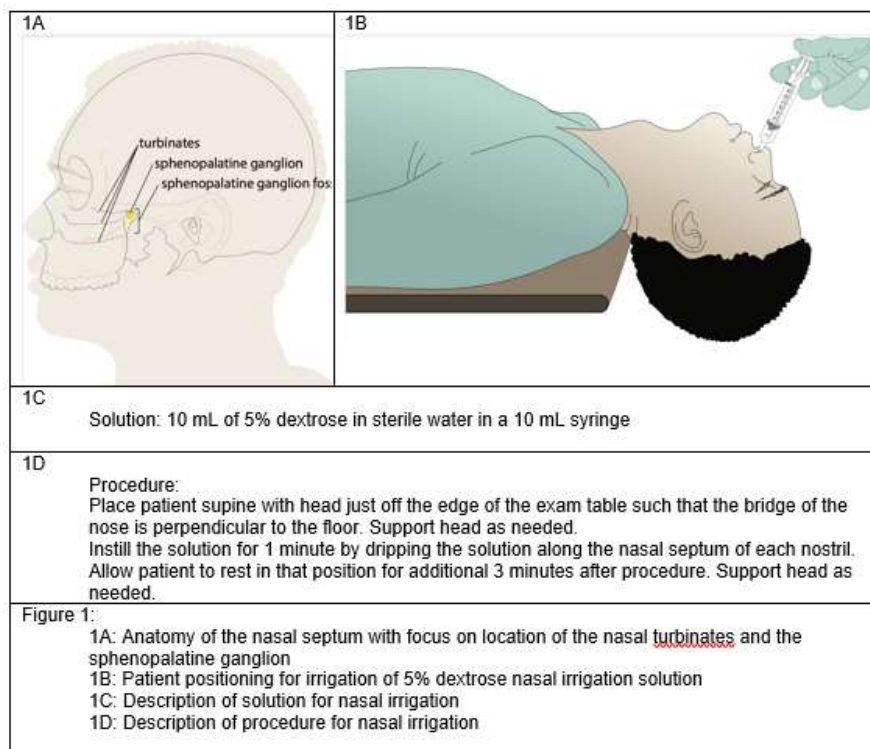 1A
turbinates
sphenopalatine ganglion
sphenopalatine ganglion fos
1B
1C
Solution: 10 mL of 5% dextrose in sterile water in a 10 mL syringe
1D
Procedure:
Place patient supine with head just off the edge of the exam table such that the bridge of the
nose is perpendicular to the floor. Support head as needed.
Instill the solution for 1 minute by dripping the solution along the nasal septum of each nostril.
Allow patient to rest in that position for additional 3 minutes after procedure. Support head as
needed.
Figure 1:
1A: Anatomy of the nasal septum with focus on location of the nasal turbinates and the
sphenopalatine ganglion
1B: Patient positioning for irrigation of 5% dextrose nasal irrigation solution
1C: Description of solution for nasal irrigation
1D: Description of procedure for nasal irrigation